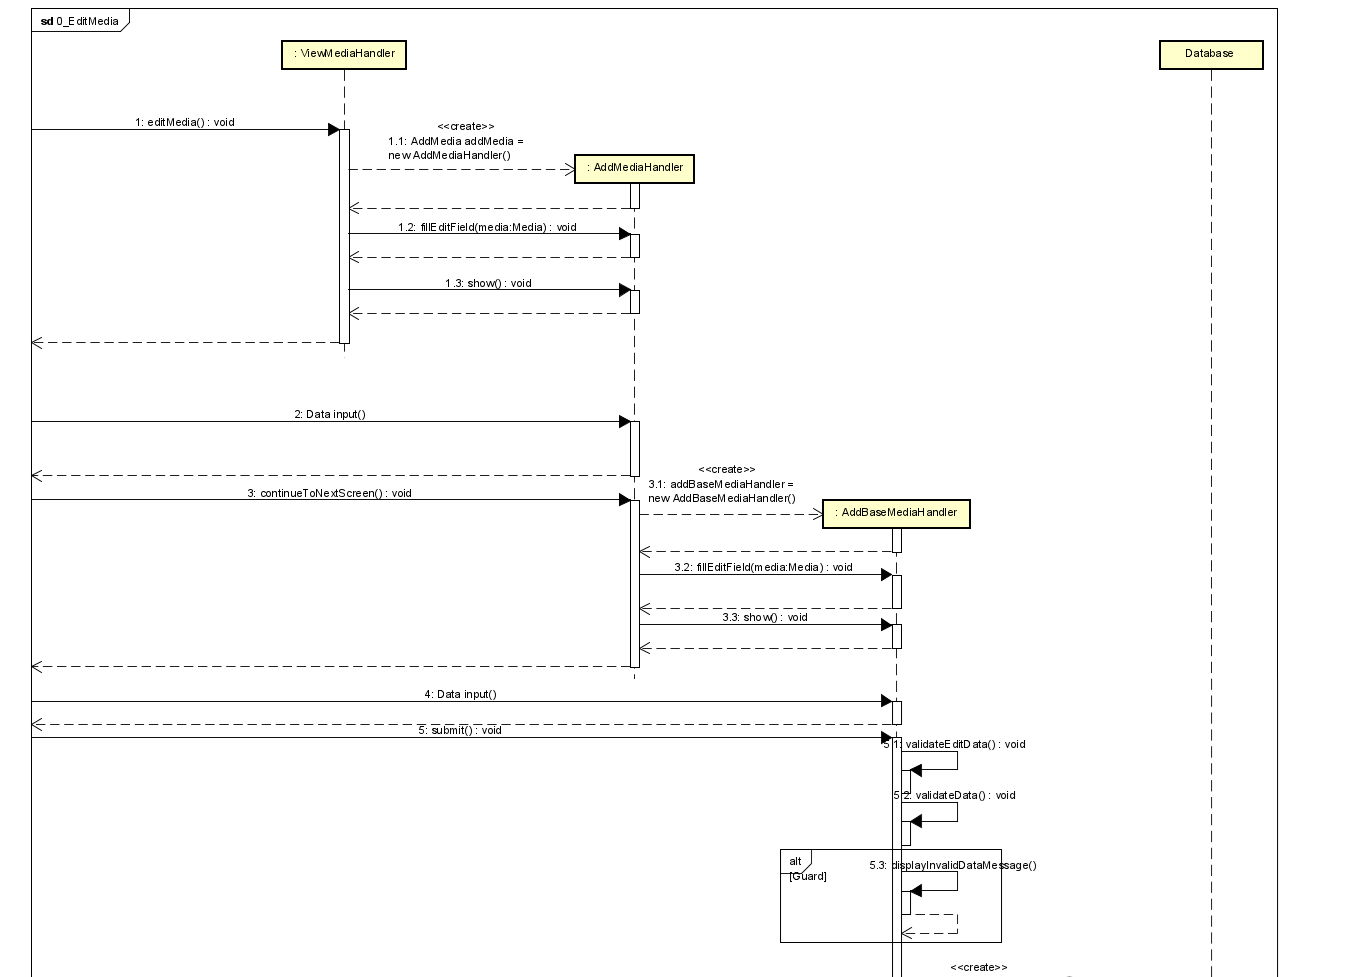 sd 0_EditMedia
: ViewMediaHandler
Database
1: editMedia() : void
<<create>>
1.1: AddMedia addMedia =
new AddMediaHandler()
: AddMediaHandler
1.2: fillEditField(media:Media) : void
1.3: show() : void
2: Data input()
<<create>>
3.1: addBaseMediaHandler =
new AddBaseMediaHandler()
3: continueToNextScreen() : void
: AddBaseMediaHandler
3.2: fillEditField(media:Media) : void
3.3: show() : void
4: Data input()
5: submit() : void
5.1: validateEditData() : void
5.2: validateData() : void
alt
5.3: displayInvalidDataMessage()
[Guard]
<<create>>